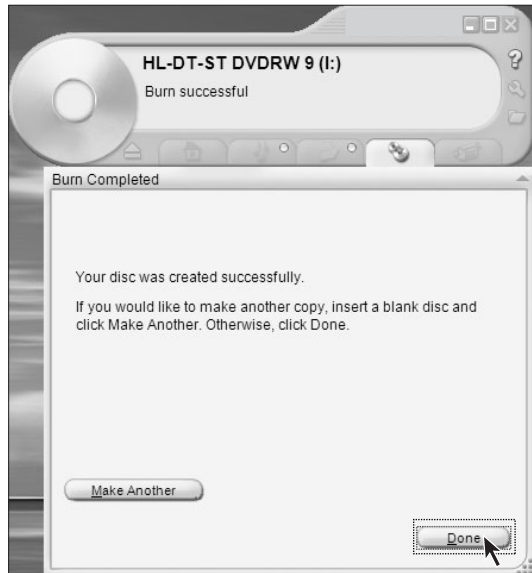 HL-DT-ST DVDRW 9 (I:)
Burn successful
Burn Completed
Your disc was created successfully.
If you would like to make another copy, insert a blank disc and
click Make Another. Otherwise, click Done.
Make Another
Done